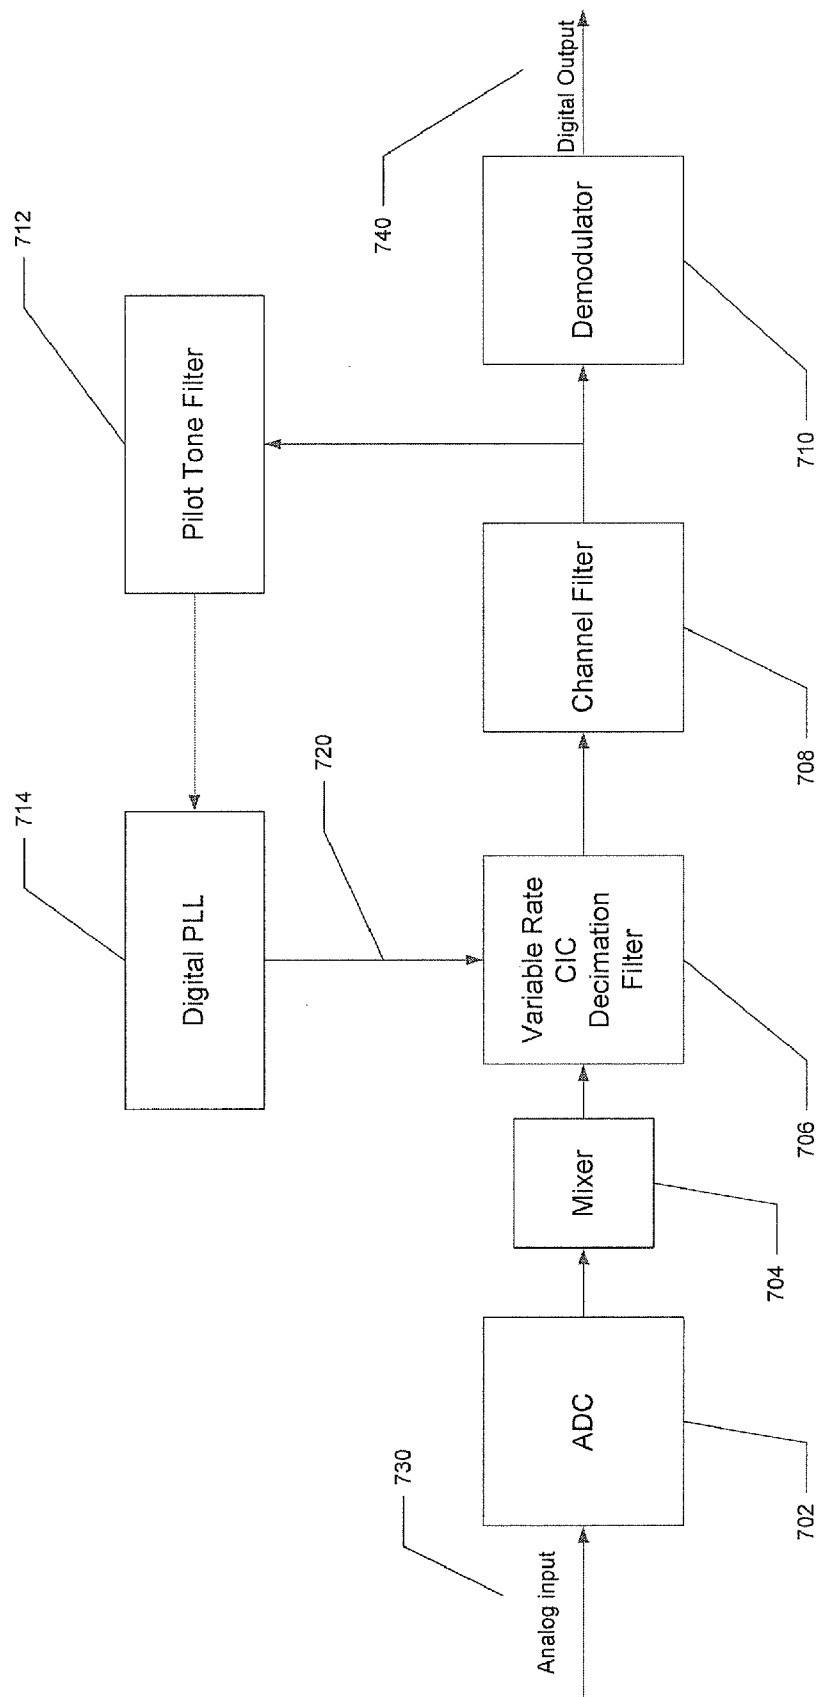 712
Pilot Tone Filter
714
Digital PLL
720
740
Digital Output
Demodulator
710
Channel Filter
708
Variable Rate
CIC
Decimation
Filter
706
Mixer
704
ADC
702
730
Analog input